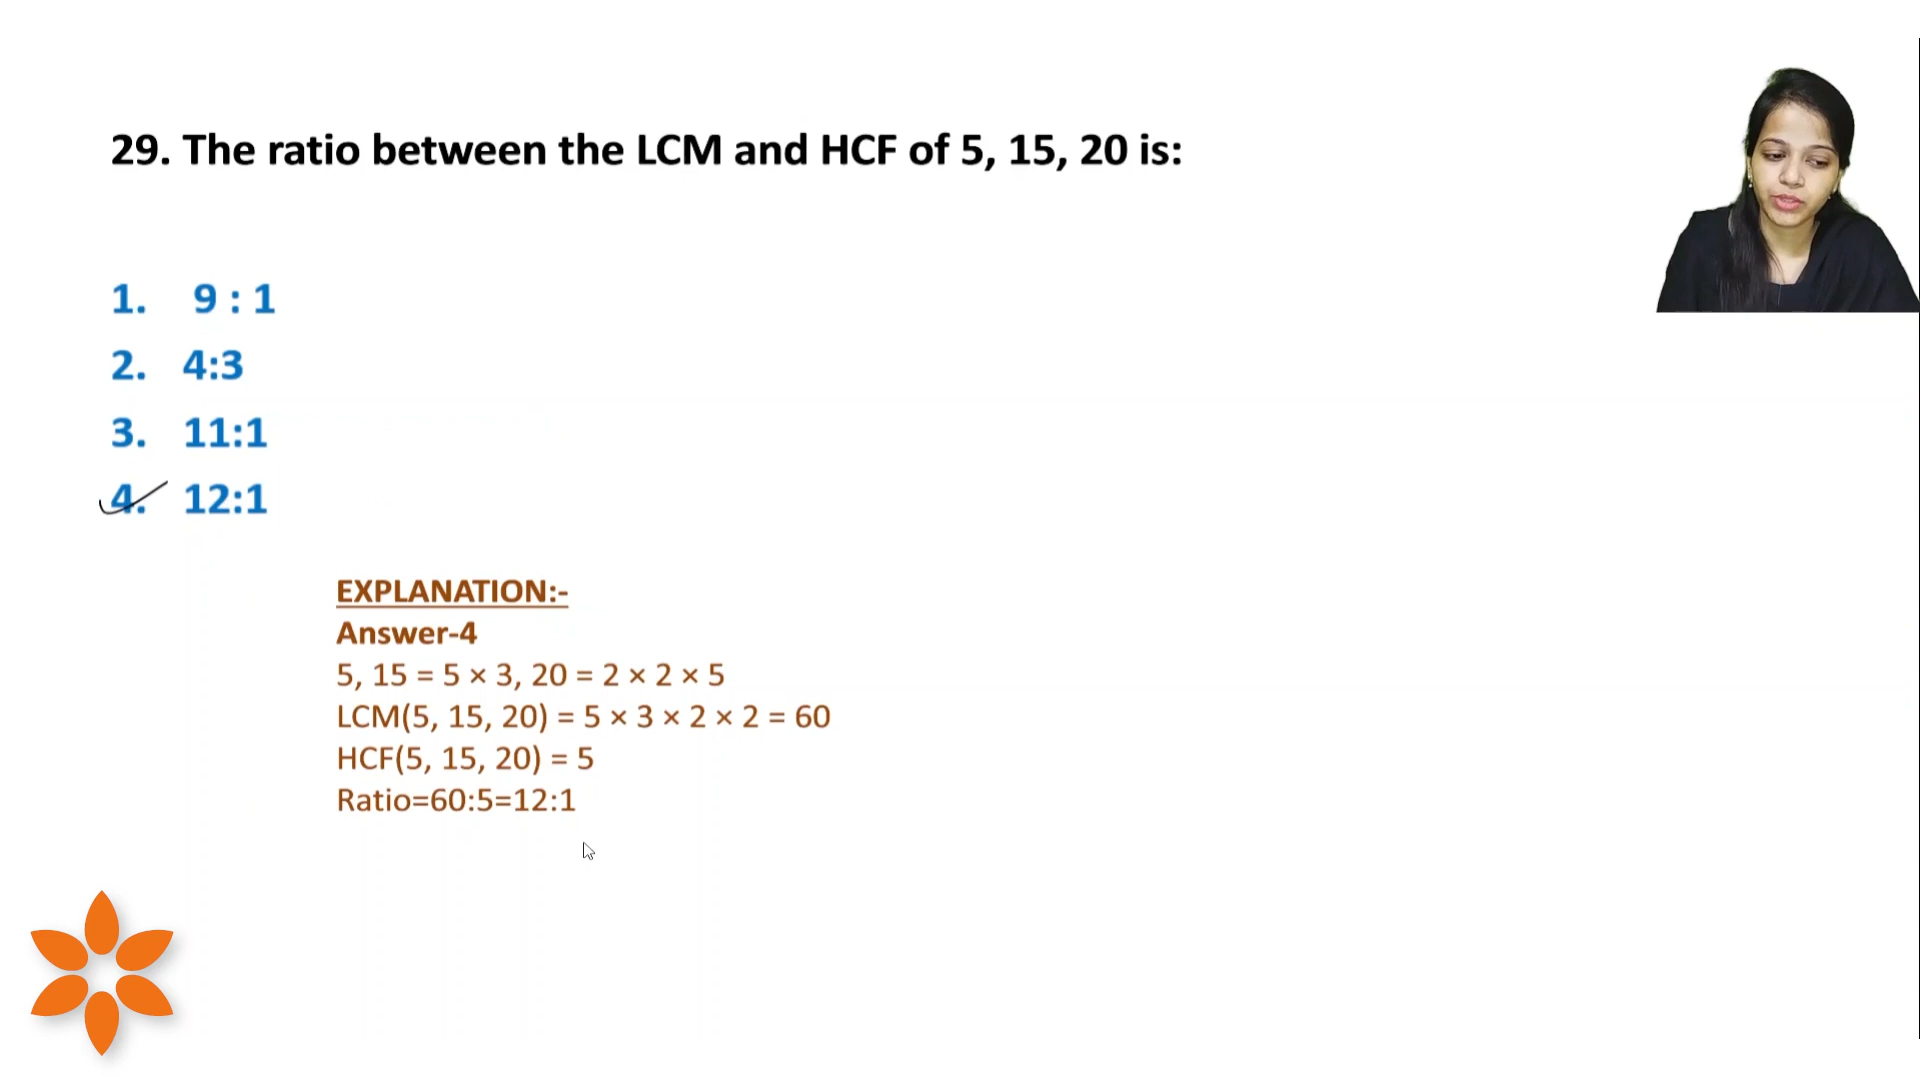 29. The ratio between the LCM and HCF of 5, 15, 20 is:
1. 9 : 1
2. 4:3
3. 11:1
4. 12:1
EXPLANATION:-
Answer-4
5, 15 = 5 × 3, 20 = 2 × 2 × 5
LCM(5, 15, 20) = 5 × 3 × 2 × 2 = 60
HCF(5, 15, 20) = 5
Ratio=60:5=12:1